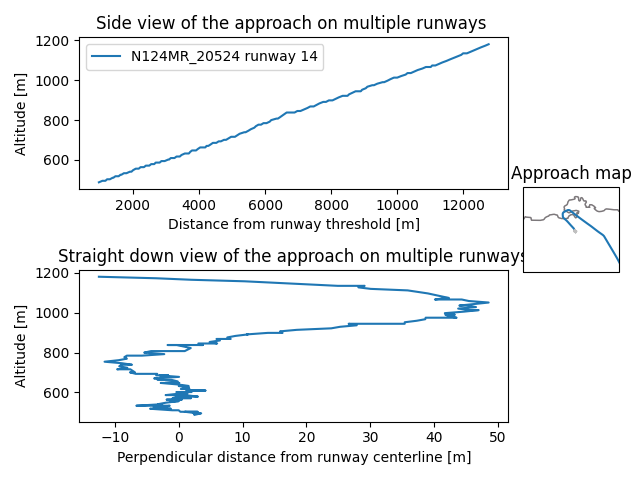 Side view of the approach on multiple runways
1200
1000
800
600
Altitude [m]
N124MR_20524 runway 14
2000 4000 6000 8000 10000 12000
Distance from runway threshold [m]
Approach map
Straight down view of the approach on multiple runways
1200
1000
800
600
Altitude [m]
−10 0 10 20 30 40 50
Perpendicular distance from runway centerline [m]